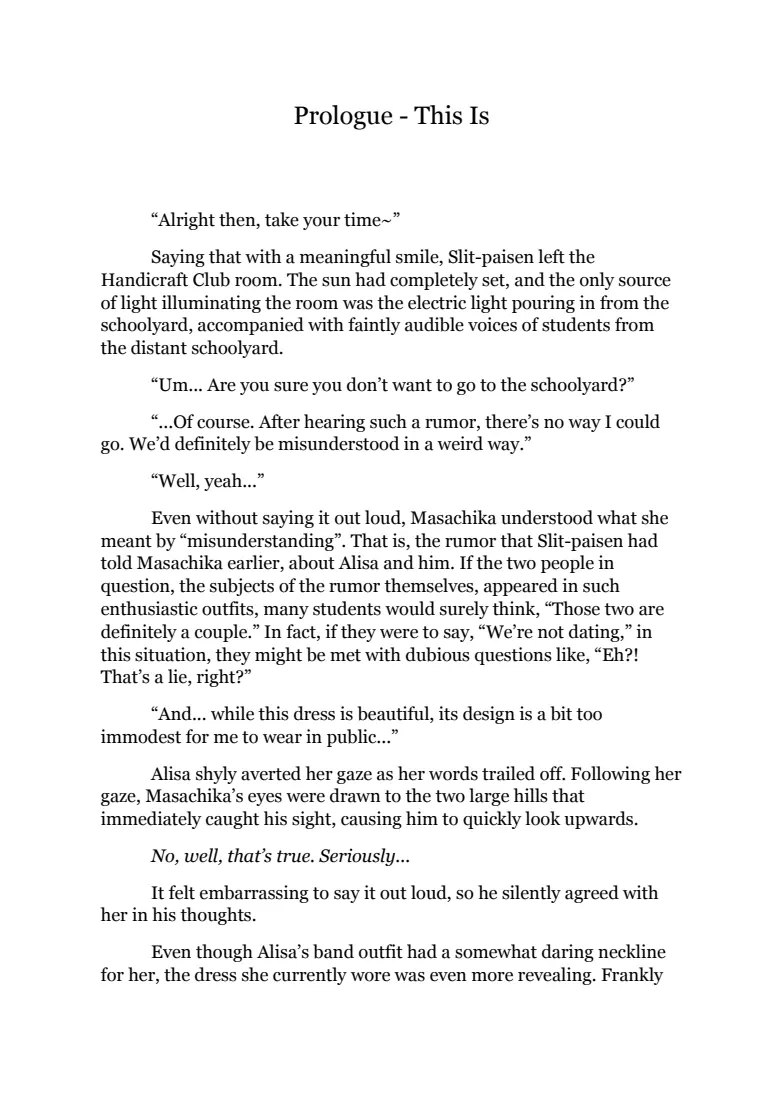 Prologue - This Is
“Alright then, take your time~”
Saying that with a meaningful smile, Slit-paisen left the
Handicraft Club room. The sun had completely set, and the only source
of light illuminating the room was the electric light pouring in from the
schoolyard, accompanied with faintly audible voices of students from
the distant schoolyard.
“Um... Are you sure you don’t want to go to the schoolyard?”
“...Of course. After hearing such a rumor, there’s no way I could
go. We’d definitely be misunderstood in a weird way.”
“Well, yeah...”
Even without saying it out loud, Masachika understood what she
meant by “misunderstanding”. That is, the rumor that Slit-paisen had
told Masachika earlier, about Alisa and him. If the two people in
question, the subjects of the rumor themselves, appeared in such
enthusiastic outfits, many students would surely think, “Those two are
definitely a couple.” In fact, if they were to say, “We’re not dating,” in
this situation, they might be met with dubious questions like, “Eh?!
That’s a lie, right?”
“And... while this dress is beautiful, its design is a bit too
immodest for me to wear in public...”
Alisa shyly averted her gaze as her words trailed off. Following her
gaze, Masachika’s eyes were drawn to the two large hills that
immediately caught his sight, causing him to quickly look upwards.
No, well, that’s true. Seriously...
It felt embarrassing to say it out loud, so he silently agreed with
her in his thoughts.
Even though Alisa’s band outfit had a somewhat daring neckline
for her, the dress she currently wore was even more revealing. Frankly